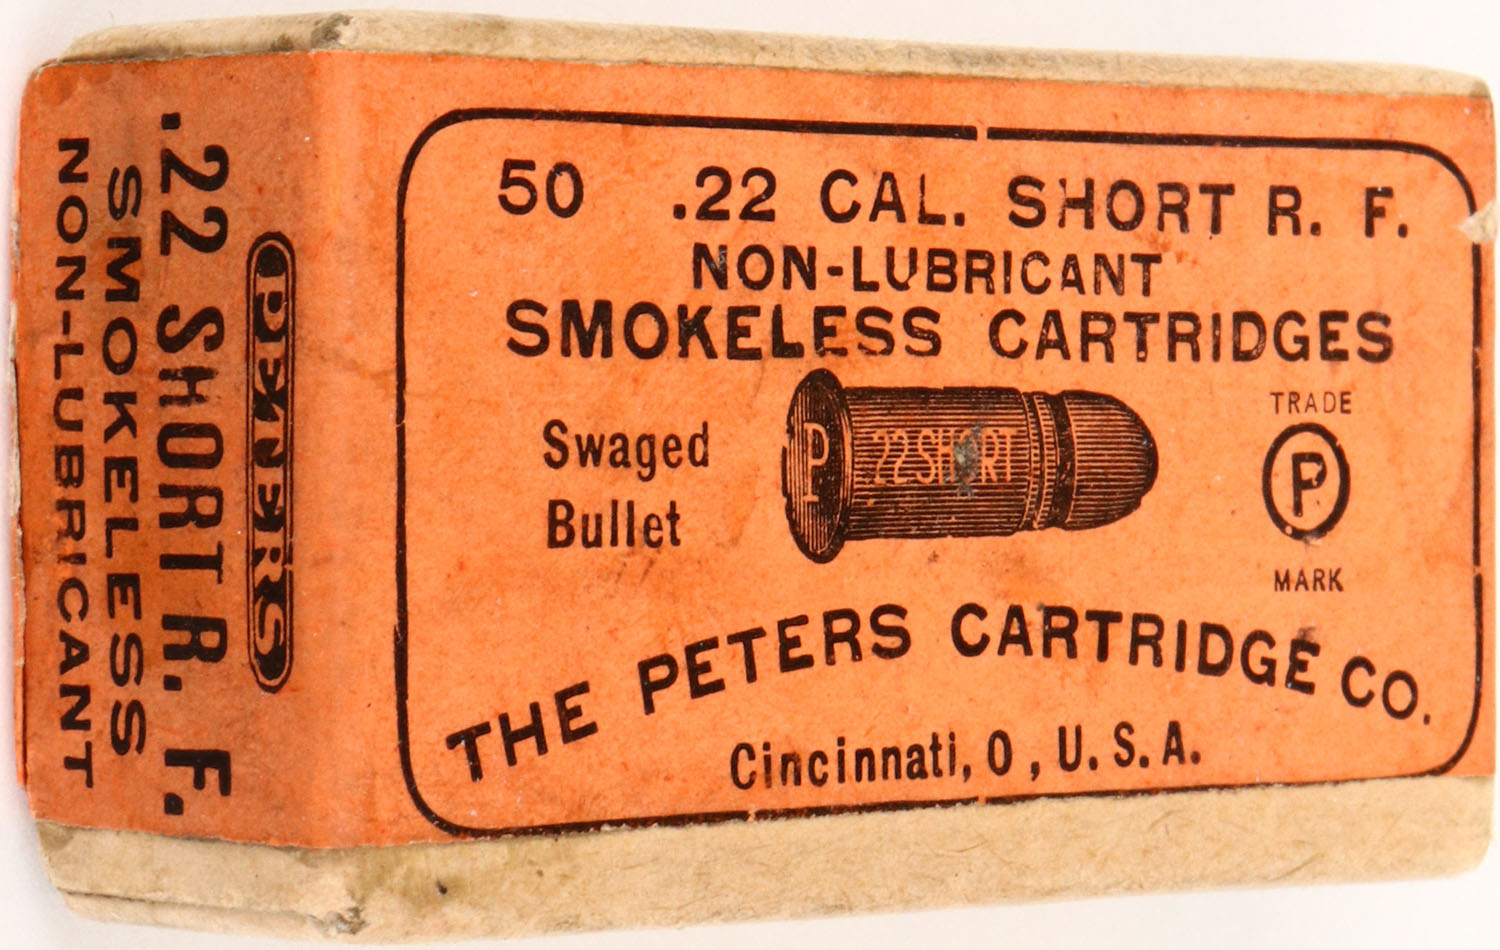 50 .22 CAL. SHORT R. F.
NON-LUBRICANT
SMOKELESS CARTRIDGES
Swaged
Bullet
P
.22 SHORT
TRADE
P
MARK
THE PETERS CARTRIDGE CO.
Cincinnati, O, U. S. A.
PETERS
.22 SHORT R. F.
SMOKELESS
NON-LUBRICANT